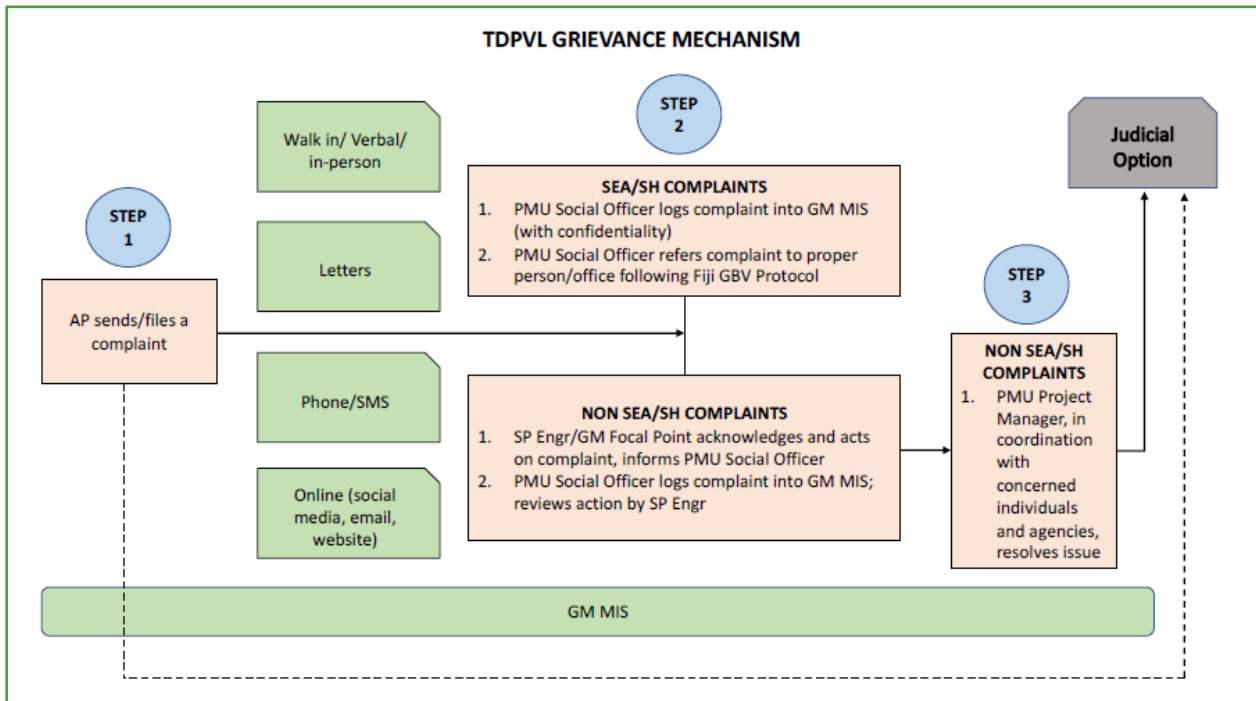 TDPVL GRIEVANCE MECHANISM
STEP
1
AP sends/files a
complaint
Walk in/ Verbal/
in-person
Letters
Phone/SMS
Online (social
media, email,
website)
STEP
2
SEA/SH COMPLAINTS
1. PMU Social Officer logs complaint into GM MIS
(with confidentiality)
2. PMU Social Officer refers complaint to proper
person/office following Fiji GBV Protocol
NON SEA/SH COMPLAINTS
1. SP Engr/GM Focal Point acknowledges and acts
on complaint, informs PMU Social Officer
2. PMU Social Officer logs complaint into GM MIS;
reviews action by SP Engr
STEP
3
NON SEA/SH
COMPLAINTS
1. PMU Project
Manager, in
coordination
with
concerned
individuals
and agencies,
resolves issue
Judicial
Option
GM MIS